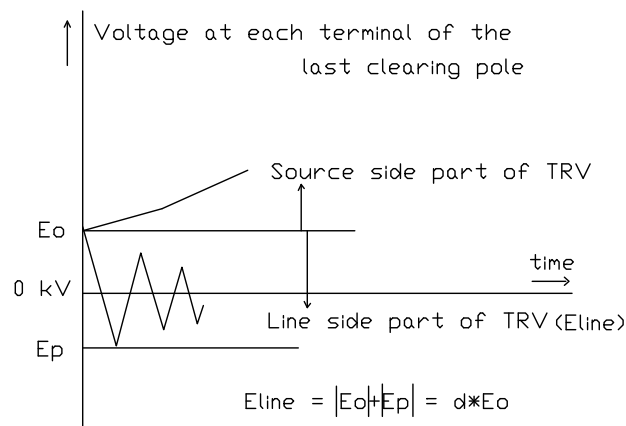 Voltage at each terminal of the
last clearing pole
Source side part of TRV
Eo
time
0 kV
Line side part of TRV (Eline)
Ep
Eline = |Eo|+|Ep| = d*Eo